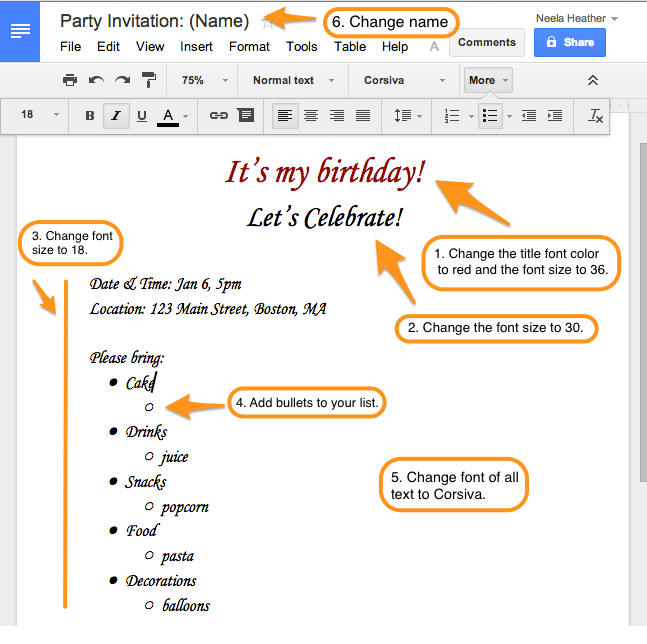 Party Invitation: (Name)
6. Change name
Neela Heather
File Edit View Insert Format Tools Table Help A
Comments
Share
75% Normal text Corsiva More
18 B I U A
It's my birthday!
Let's Celebrate!
3. Change font
size to 18.
1. Change the title font color
to red and the font size to 36.
2. Change the font size to 30.
Date & Time: Jan 6, 5pm
Location: 123 Main Street, Boston, MA
Please bring:
● Cake
○
4. Add bullets to your list.
● Drinks
○ juice
● Snacks
○ popcorn
5. Change font of all
text to Corsiva.
● Food
○ pasta
● Decorations
○ balloons